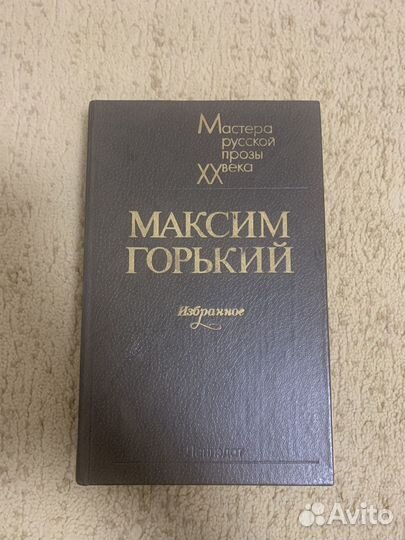 Мастера
русской
прозы
XX века
МАКСИМ
ГОРЬКИЙ
Избранное
Avito